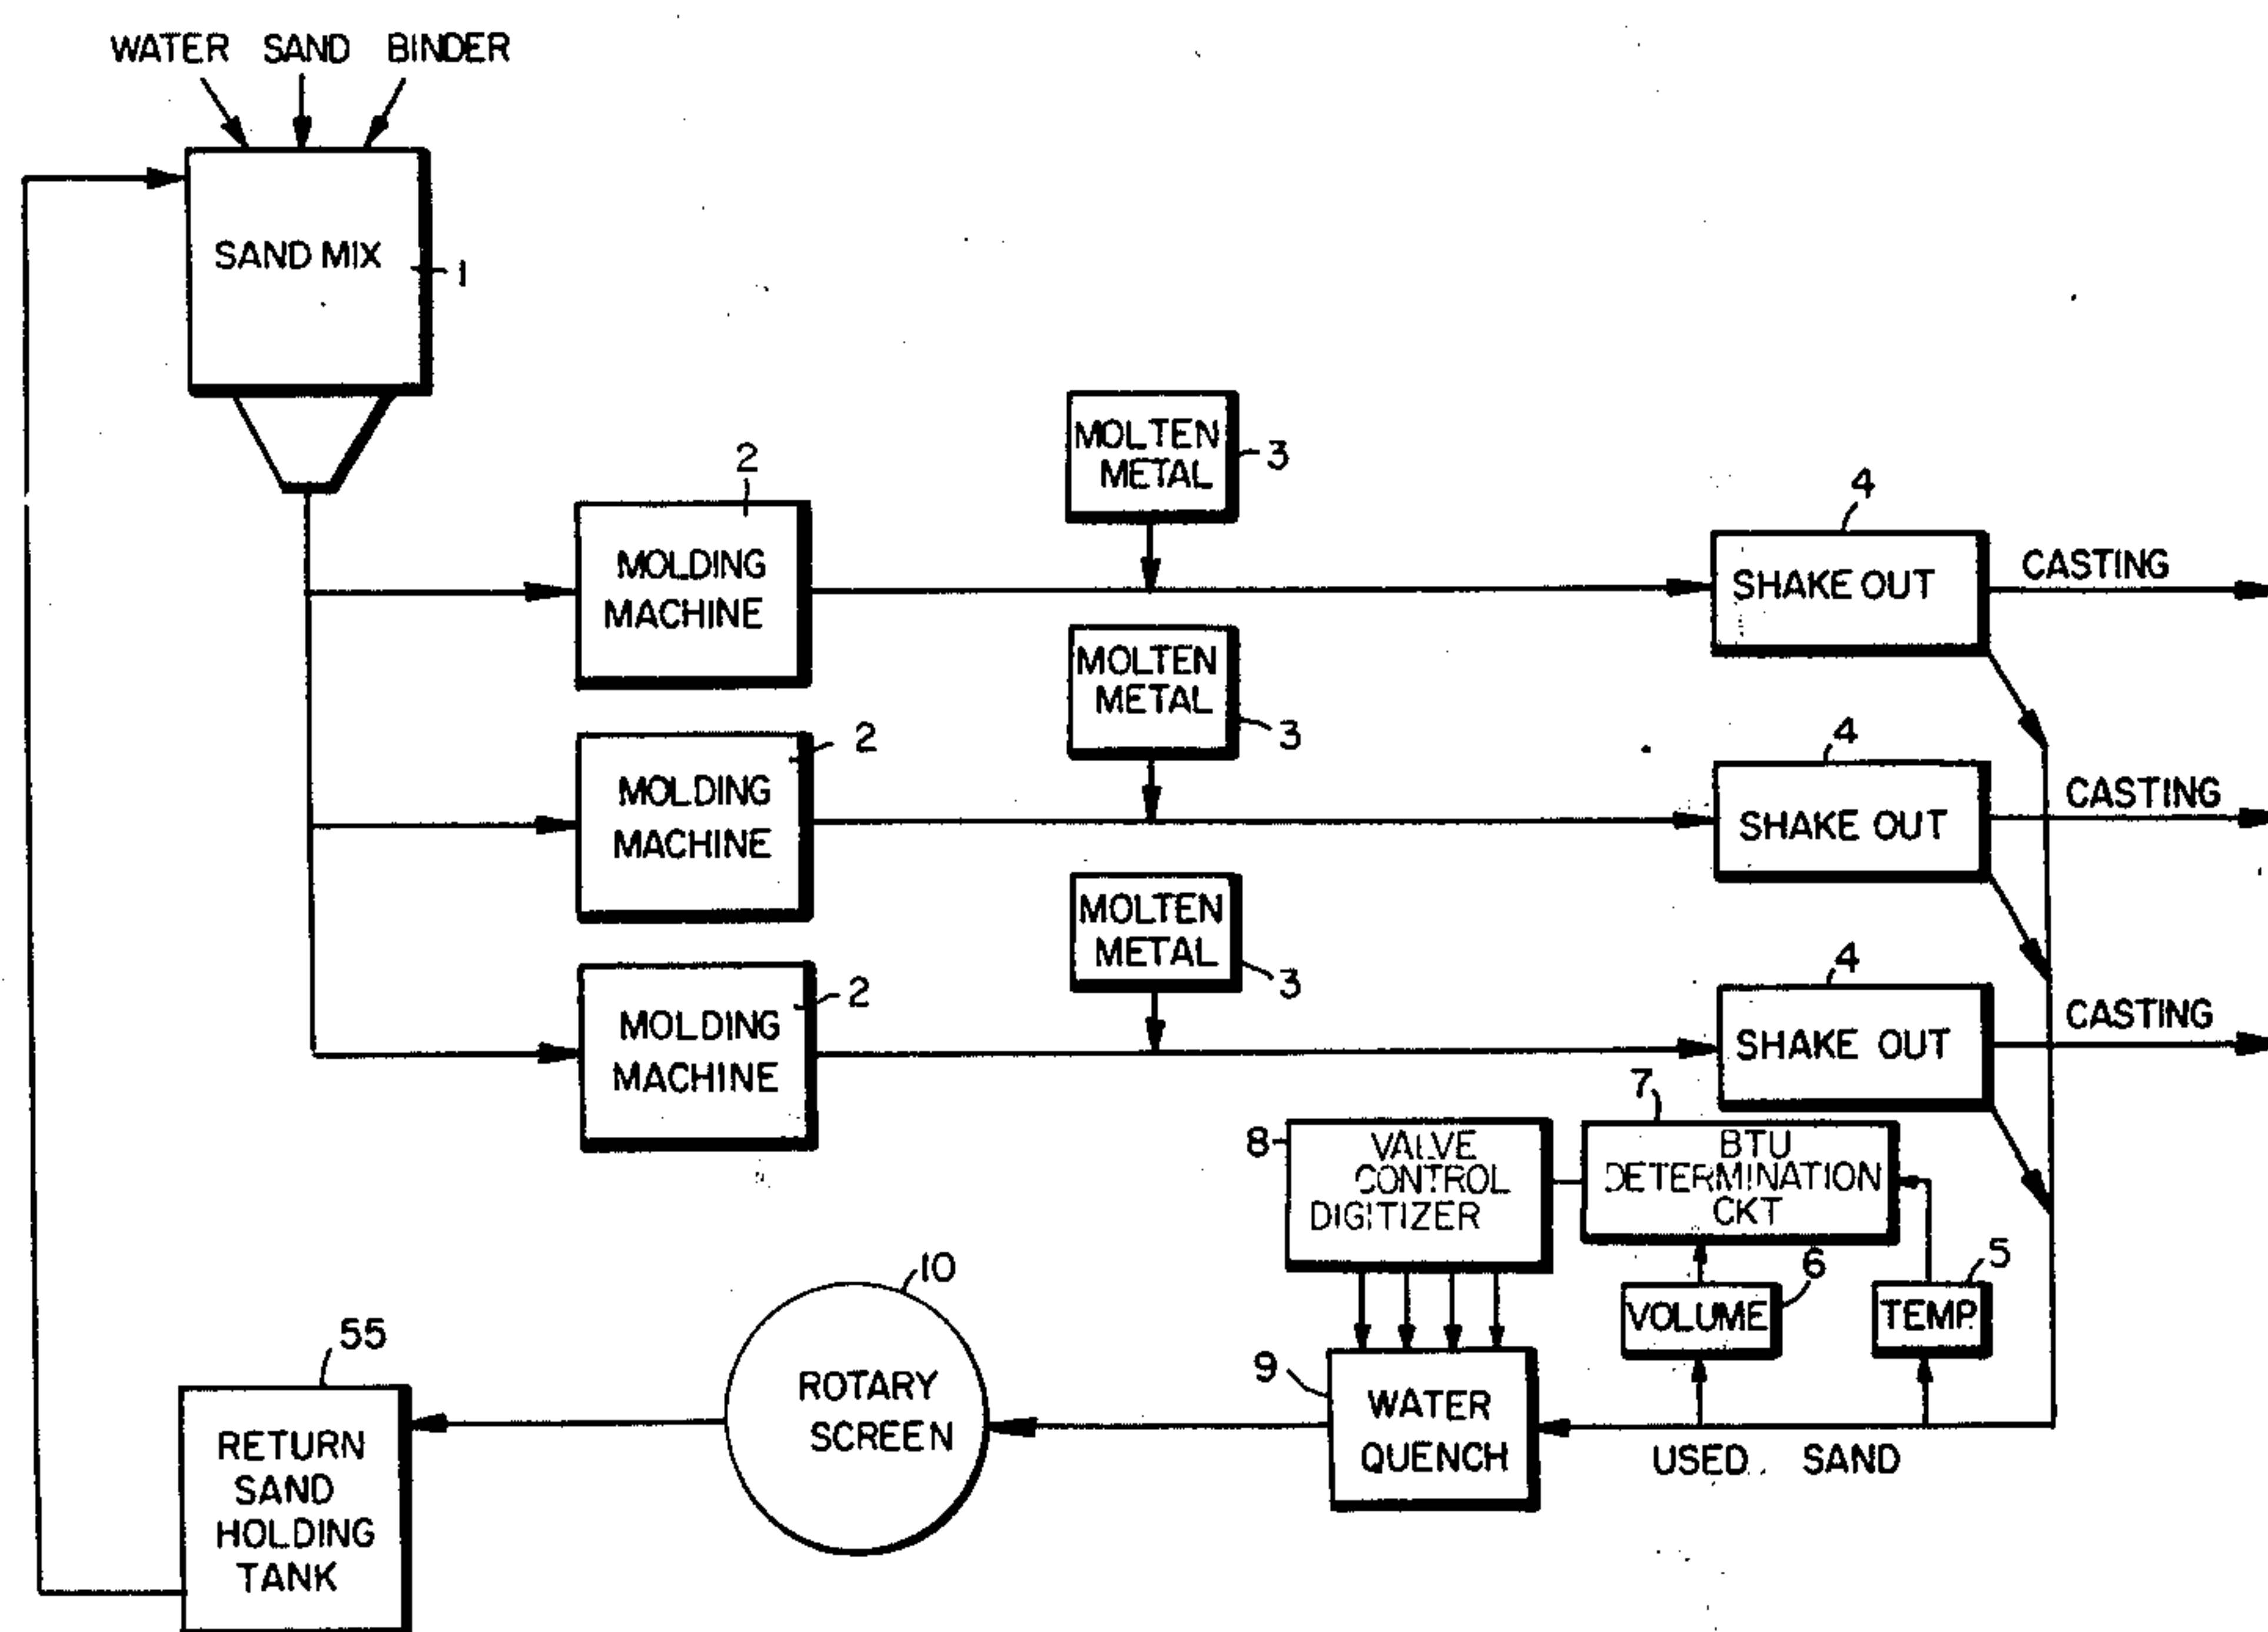 WATER SAND BINDER
SAND MIX
1
2
MOLDING
MACHINE
MOLTEN
METAL
3
4
SHAKE OUT
CASTING
2
MOLDING
MACHINE
MOLTEN
METAL
3
4
SHAKE OUT
CASTING
2
MOLDING
MACHINE
MOLTEN
METAL
3
4
SHAKE OUT
CASTING
8
VALVE
CONTROL
DIGITIZER
7
BTU
DETERMINATION
CKT
6
VOLUME
5
TEMP.
USED SAND
9
WATER
QUENCH
10
ROTARY
SCREEN
55
RETURN
SAND
HOLDING
TANK